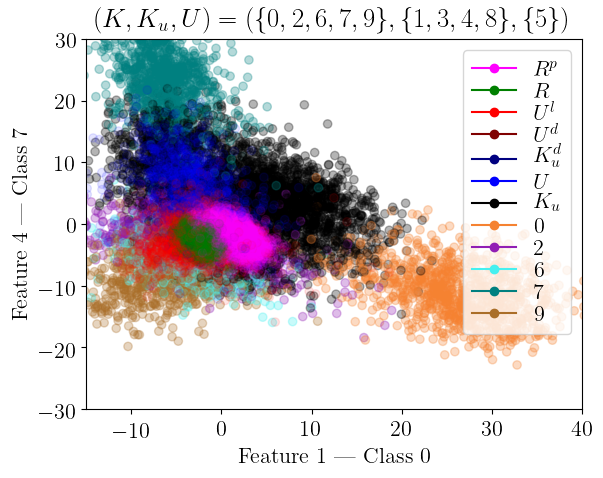 (K, K_u, U) = ({0, 2, 6, 7, 9}, {1, 3, 4, 8}, {5})
Feature 4 — Class 7
30
20
10
0
−10
−20
−30
−10
0
10
20
30
40
Feature 1 — Class 0
R^p
R
U^l
U^d
K_u^d
U
K_u
0
2
6
7
9